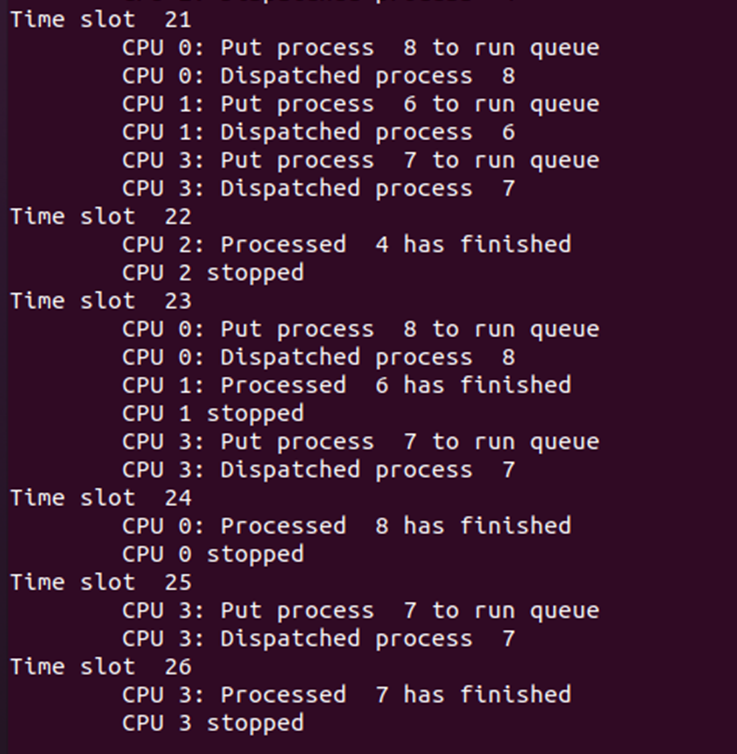 Time slot  21
CPU 0: Put process  8 to run queue
CPU 0: Dispatched process  8
CPU 1: Put process  6 to run queue
CPU 1: Dispatched process  6
CPU 3: Put process  7 to run queue
CPU 3: Dispatched process  7
Time slot  22
CPU 2: Processed  4 has finished
CPU 2 stopped
Time slot  23
CPU 0: Put process  8 to run queue
CPU 0: Dispatched process  8
CPU 1: Processed  6 has finished
CPU 1 stopped
CPU 3: Put process  7 to run queue
CPU 3: Dispatched process  7
Time slot  24
CPU 0: Processed  8 has finished
CPU 0 stopped
Time slot  25
CPU 3: Put process  7 to run queue
CPU 3: Dispatched process  7
Time slot  26
CPU 3: Processed  7 has finished
CPU 3 stopped